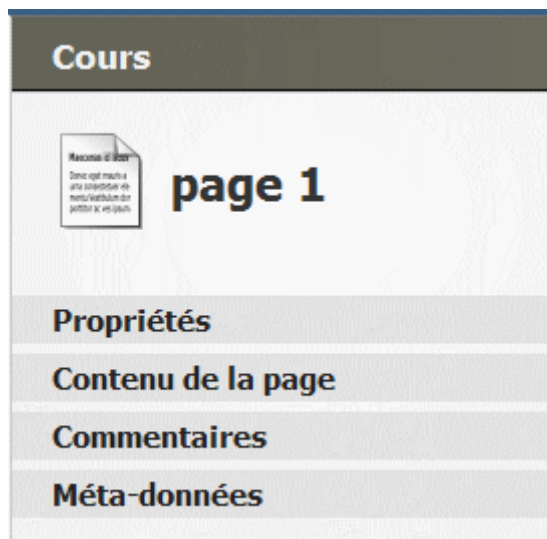 Cours
page 1
Propriétés
Contenu de la page
Commentaires
Méta-données